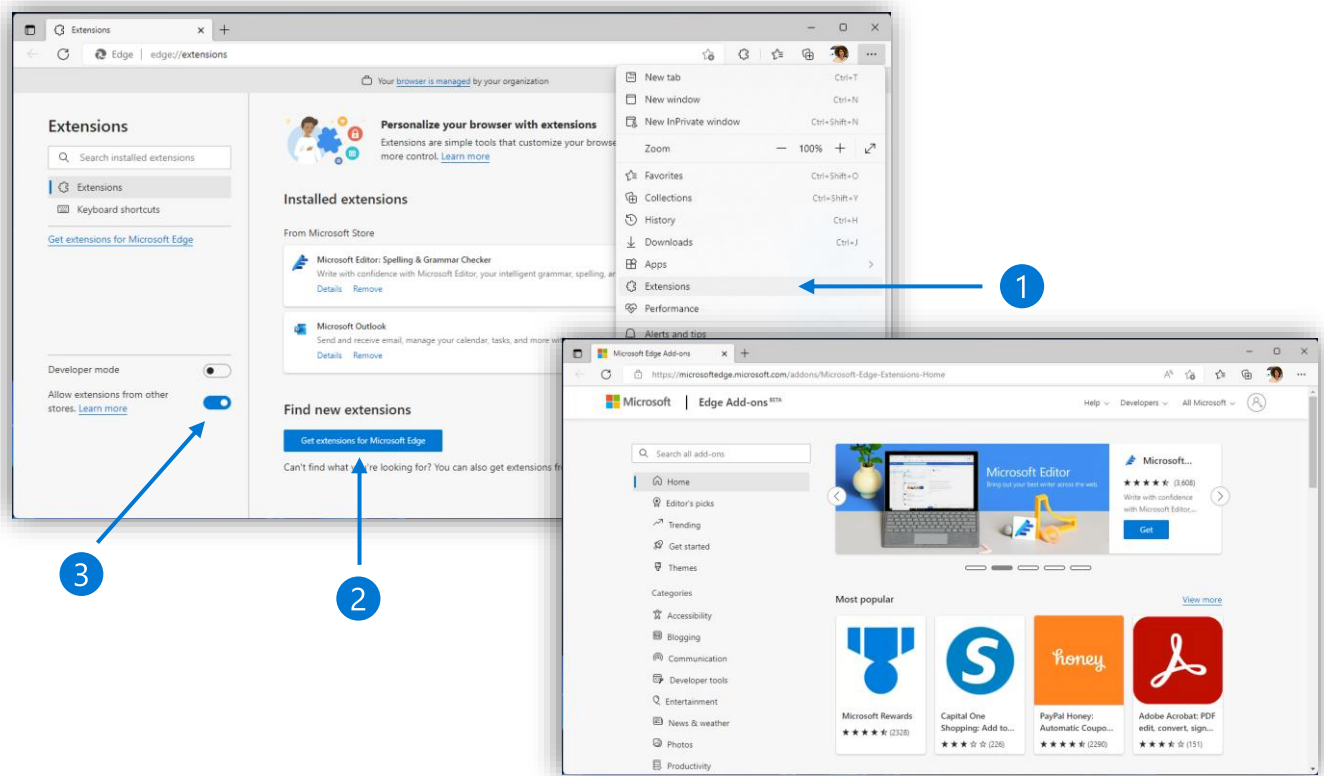 Extensions
Edge | edge://extensions
Your browser is managed by your organization
Extensions
Search installed extensions
Extensions
Keyboard shortcuts
Get extensions for Microsoft Edge
Developer mode
Allow extensions from other
stores. Learn more
Personalize your browser with extensions
Extensions are simple tools that customize your browse
more control. Learn more
Installed extensions
From Microsoft Store
Microsoft Editor: Spelling & Grammar Checker
Write with confidence with Microsoft Editor, your intelligent grammar, spelling, an
Details Remove
Microsoft Outlook
Send and receive email, manage your calendar, tasks, and more wi
Details Remove
Find new extensions
Get extensions for Microsoft Edge
Can't find what you're looking for? You can also get extensions fr
New tab Ctrl+T
New window Ctrl+N
New InPrivate window Ctrl+Shift+N
Zoom — 100% +
Favorites Ctrl+Shift+O
Collections Ctrl+Shift+Y
History Ctrl+H
Downloads Ctrl+J
Apps
Extensions
Performance
Alerts and tips
1
2
3
Microsoft Edge Add-ons
https://microsoftedge.microsoft.com/addons/Microsoft-Edge-Extensions-Home
Microsoft | Edge Add-ons BETA
Help Developers All Microsoft
Search all add-ons
Home
Editor's picks
Trending
Get started
Themes
Categories
Accessibility
Blogging
Communication
Developer tools
Entertainment
News & weather
Photos
Productivity
Microsoft Editor
Bring out your best writer across the web.
Microsoft...
(3,608)
Write with confidence
with Microsoft Editor,...
Get
Most popular
View more
Microsoft Rewards
(2328)
S
Capital One
Shopping: Add to...
(226)
honey
PayPal Honey:
Automatic Coupo...
(2290)
Adobe Acrobat: PDF
edit, convert, sign...
(151)